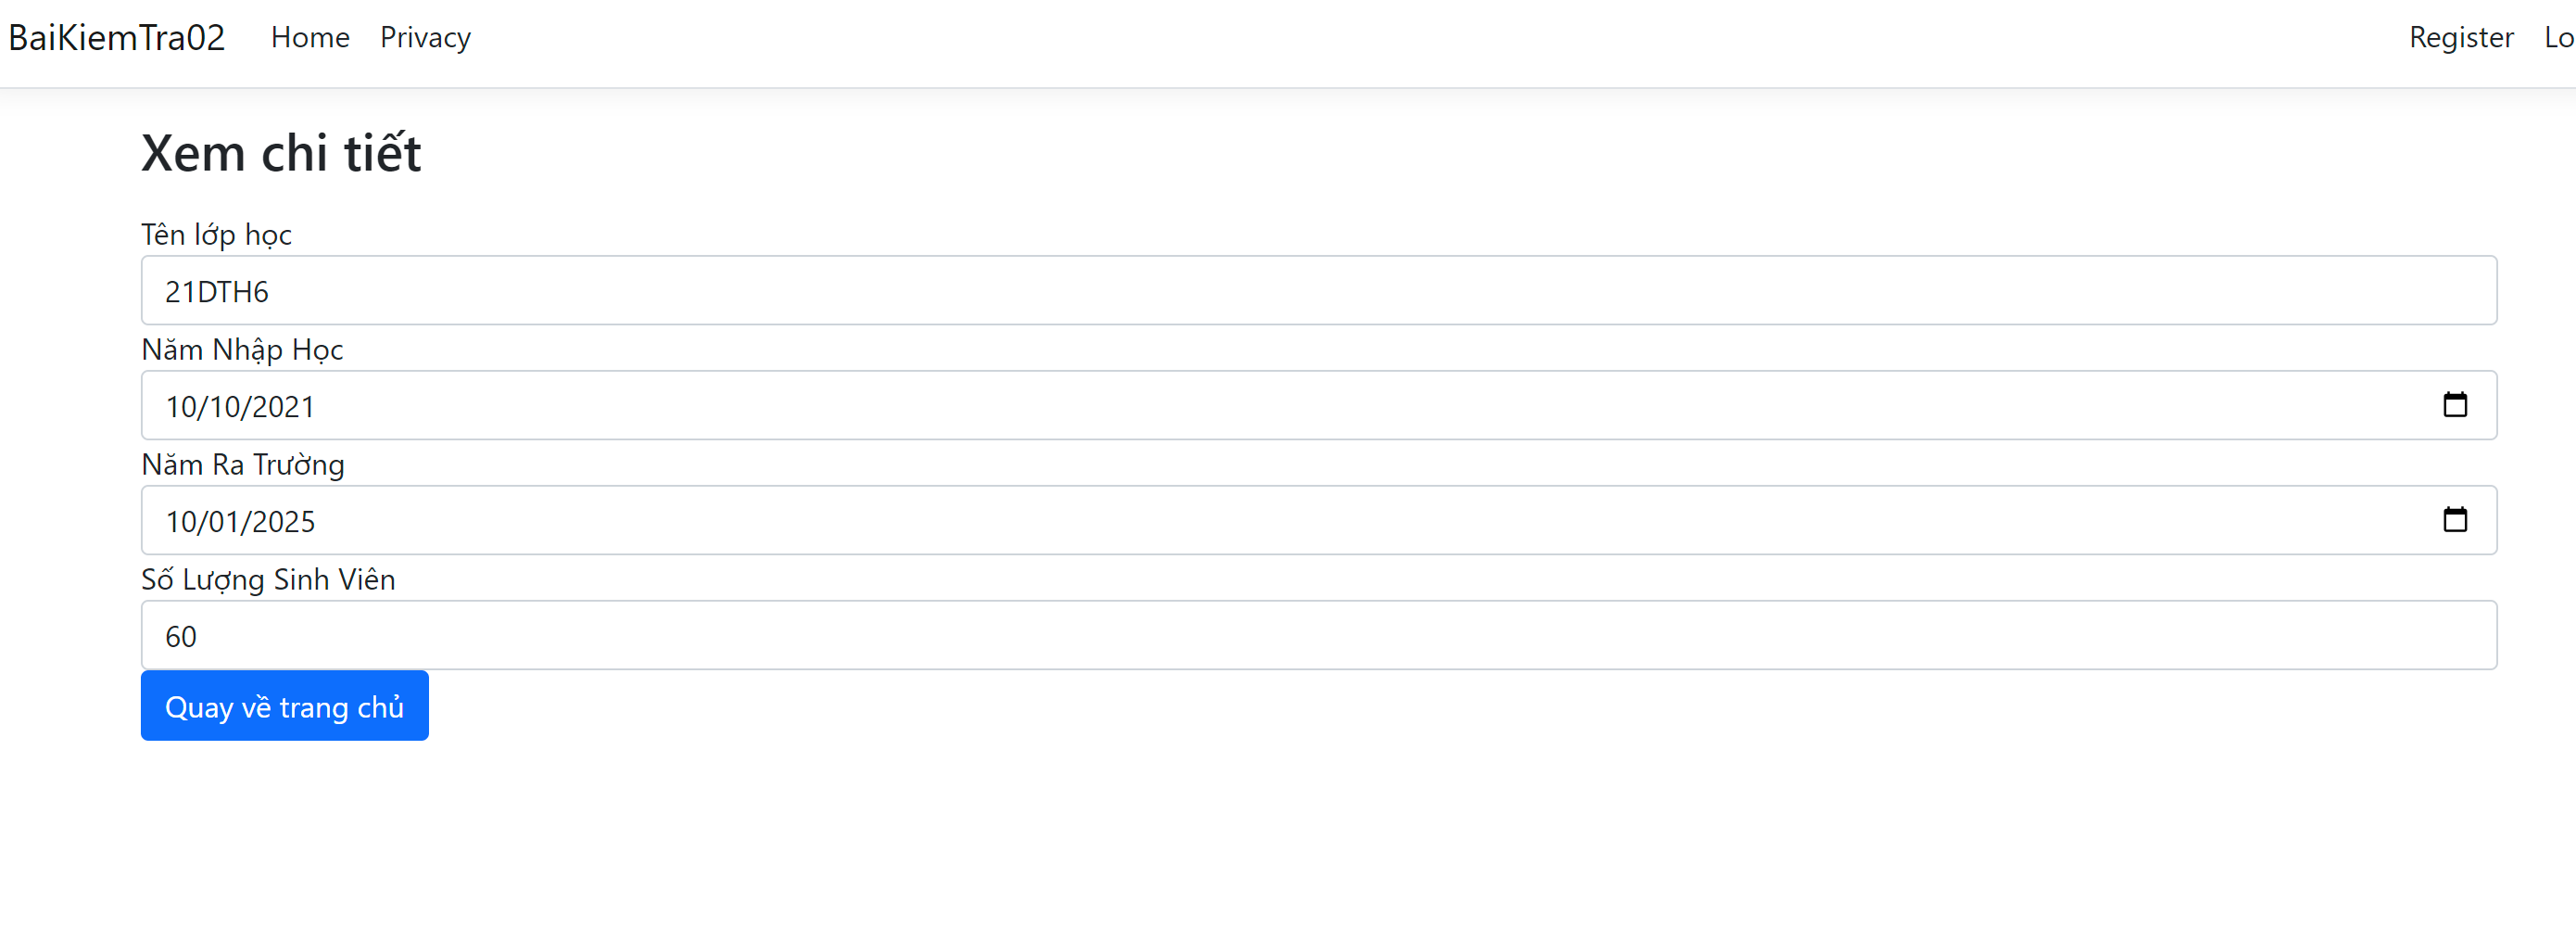 BaiKiemTra02 Home Privacy Register Lo
Xem chi tiết
Tên lớp học
21DTH6
Năm Nhập Học
10/10/2021
Năm Ra Trường
10/01/2025
Số Lượng Sinh Viên
60
Quay về trang chủ